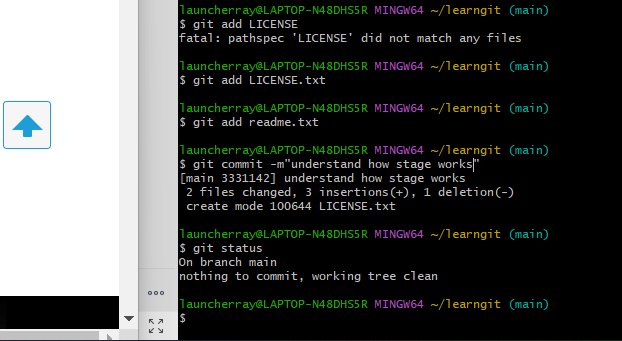 launcherray@LAPTOP-N48DHS5R MINGW64 ~/learngit (main)
$ git add LICENSE
fatal: pathspec 'LICENSE' did not match any files
launcherray@LAPTOP-N48DHS5R MINGW64 ~/learngit (main)
$ git add LICENSE.txt
launcherray@LAPTOP-N48DHS5R MINGW64 ~/learngit (main)
$ git add readme.txt
launcherray@LAPTOP-N48DHS5R MINGW64 ~/learngit (main)
$ git commit -m"understand how stage works"
[main 3331142] understand how stage works
2 files changed, 3 insertions(+), 1 deletion(-)
create mode 100644 LICENSE.txt
launcherray@LAPTOP-N48DHS5R MINGW64 ~/learngit (main)
$ git status
On branch main
nothing to commit, working tree clean
launcherray@LAPTOP-N48DHS5R MINGW64 ~/learngit (main)
$